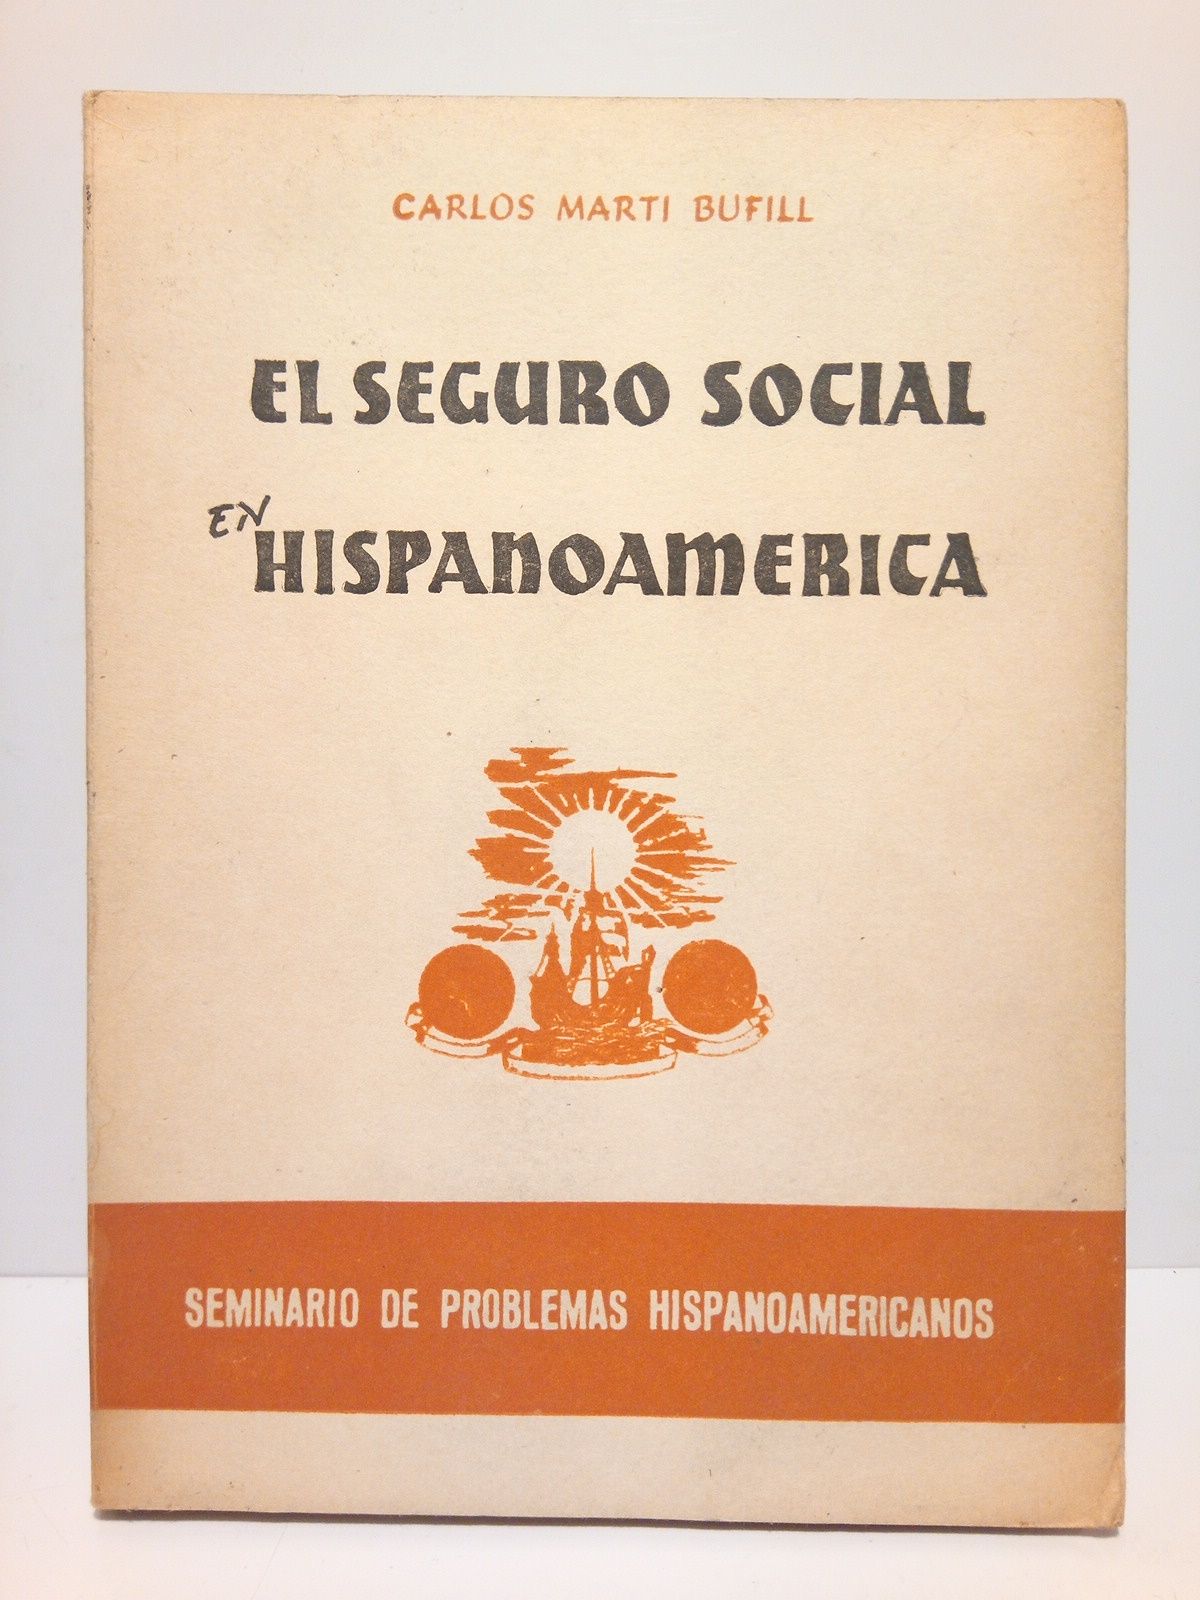 CARLOS MARTI BUFILL
EL SEGURO SOCIAL
EN HISPANOAMERICA
SEMINARIO DE PROBLEMAS HISPANOAMERICANOS